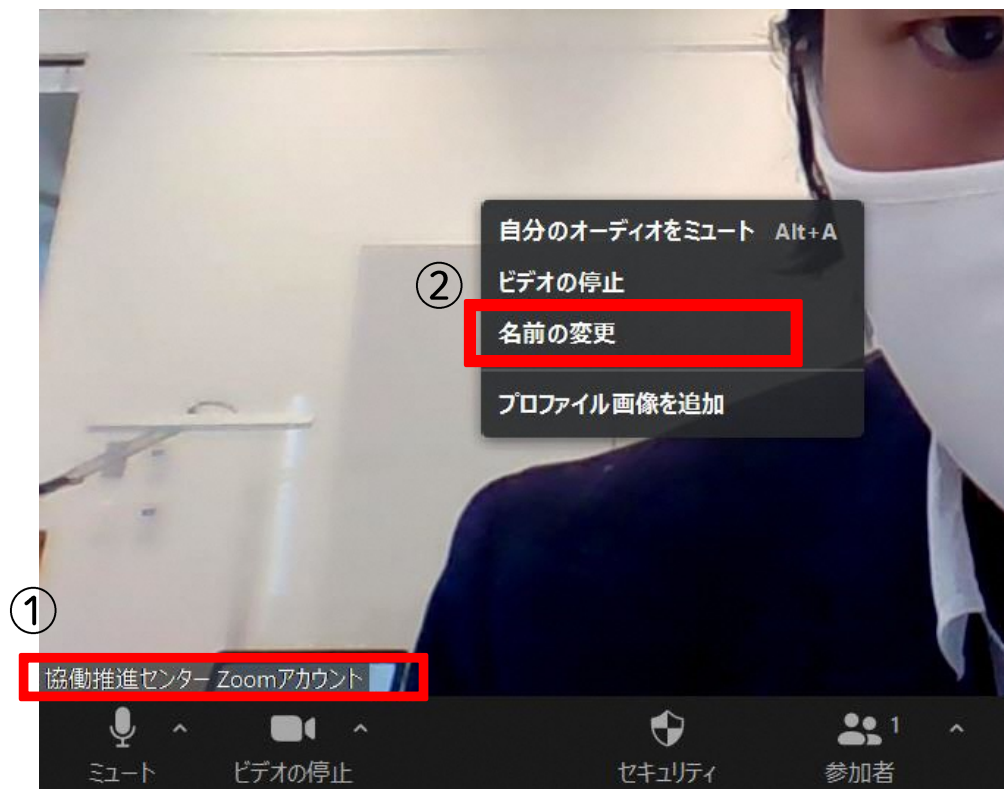 自分のオーディオをミュート Alt+A
②
ビデオの停止
名前の変更
プロファイル画像を追加
①
協働推進センター Zoomアカウント
1
ミュート ビデオの停止 セキュリティ 参加者